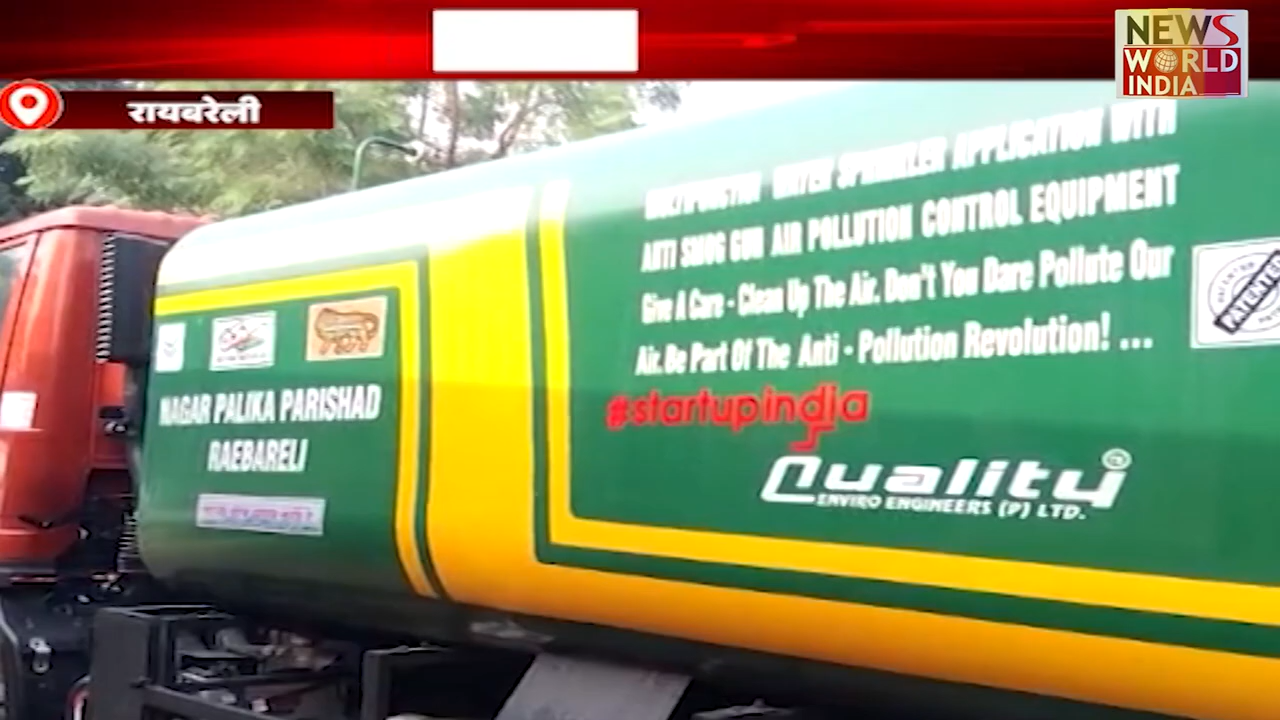 NEWS
WORLD
INDIA
रायबरेली
MULTIFUNCTION WATER SPRINKLER APPLICATION WITH
ANTI SMOG GUN AIR POLLUTION CONTROL EQUIPMENT
Give A Care - Clean Up The Air. Don't You Dare Pollute Our
Air. Be Part Of The Anti - Pollution Revolution! ...
#startupindia
Quality
ENVIRO ENGINEERS (P) LTD.
NAGAR PALIKA PARISHAD
RAEBARELI
PATENTED